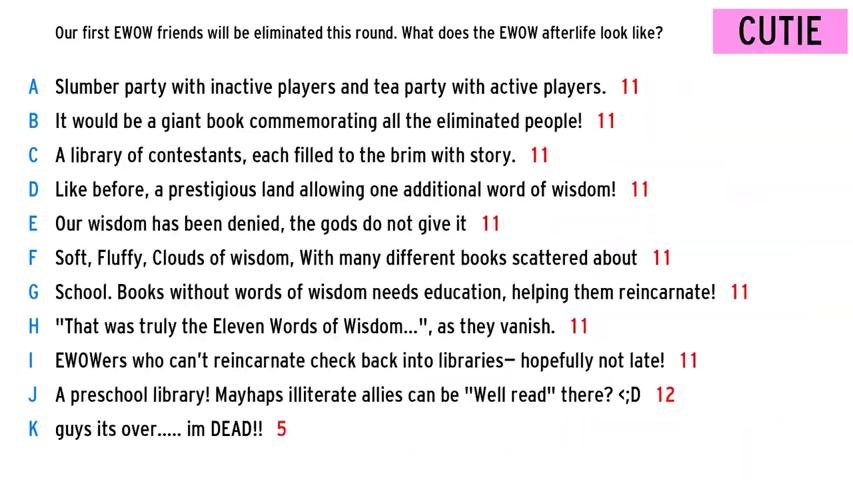 Our first EWOW friends will be eliminated this round. What does the EWOW afterlife look like?
CUTIE
A Slumber party with inactive players and tea party with active players. 11
B It would be a giant book commemorating all the eliminated people! 11
C A library of contestants, each filled to the brim with story. 11
D Like before, a prestigious land allowing one additional word of wisdom! 11
E Our wisdom has been denied, the gods do not give it 11
F Soft, Fluffy, Clouds of wisdom, With many different books scattered about 11
G School. Books without words of wisdom needs education, helping them reincarnate! 11
H "That was truly the Eleven Words of Wisdom...", as they vanish. 11
I EWOWers who can't reincarnate check back into libraries— hopefully not late! 11
J A preschool library! Mayhaps illiterate allies can be "Well read" there? <;D 12
K guys its over..... im DEAD!! 5